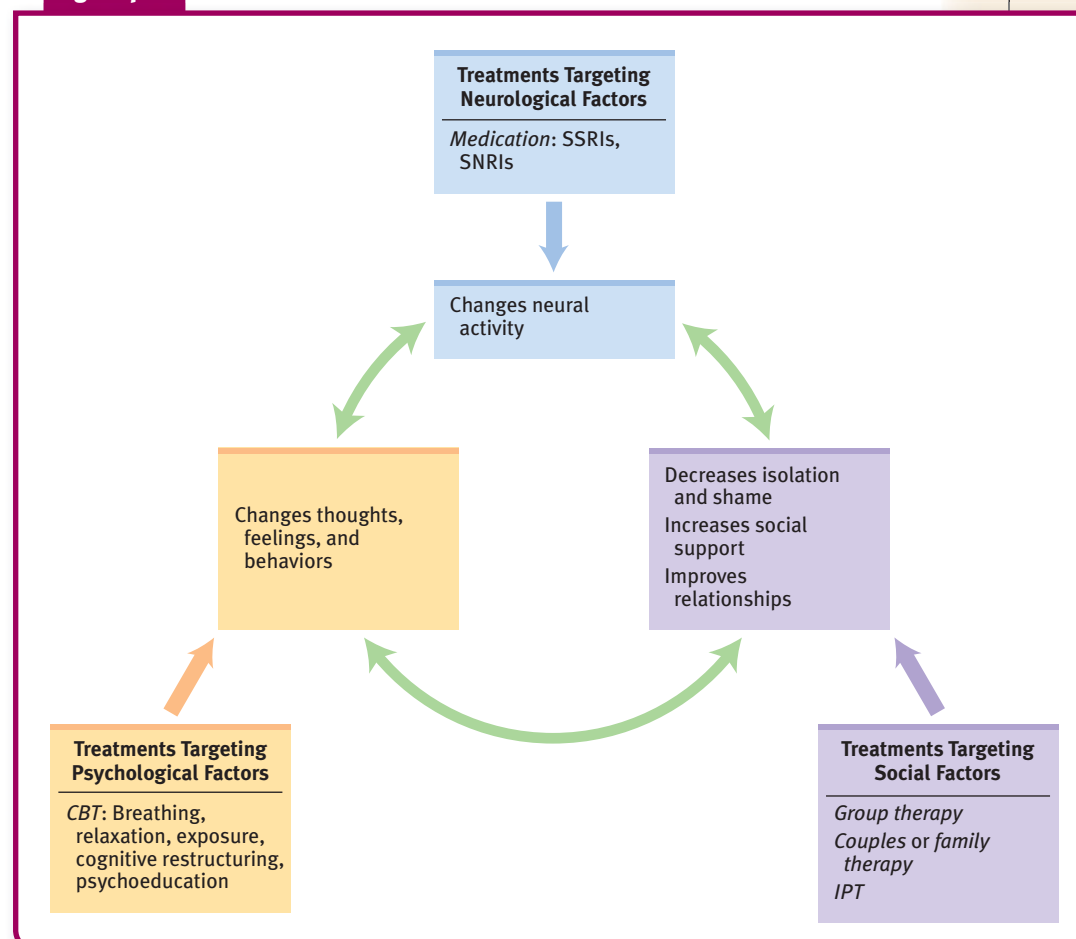 Treatments Targeting
Neurological Factors
Medication: SSRIs,
SNRIs
Changes neural
activity
Changes thoughts,
feelings, and
behaviors
Decreases isolation
and shame
Increases social
support
Improves
relationships
Treatments Targeting
Psychological Factors
CBT: Breathing,
relaxation, exposure,
cognitive restructuring,
psychoeducation
Treatments Targeting
Social Factors
Group therapy
Couples or family
therapy
IPT